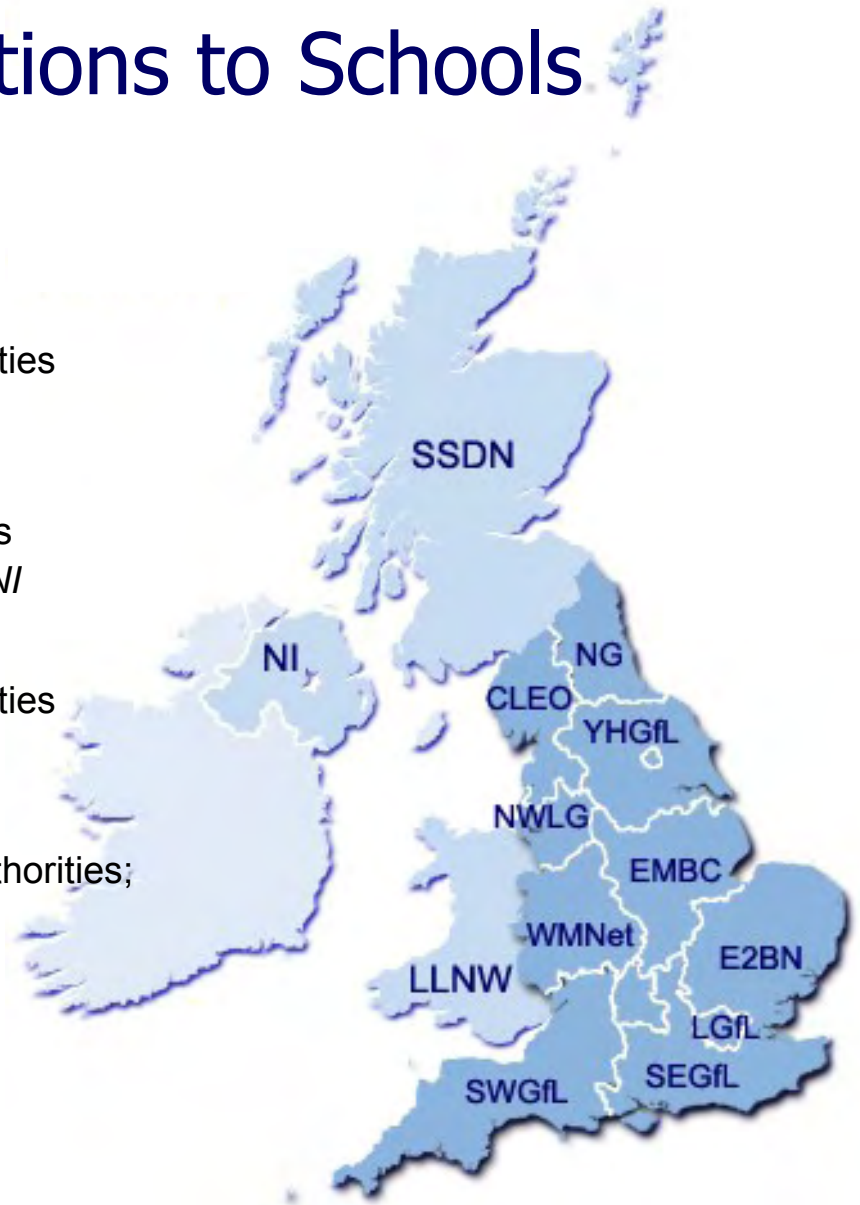 tions to Schools
ties
SSDN
s
NI
NI
NG
ties
CLEO
YHGfL
NWLG
thorities;
EMBC
WMNet
E2BN
LLNW
LGfL
SEGfL
SWGfL